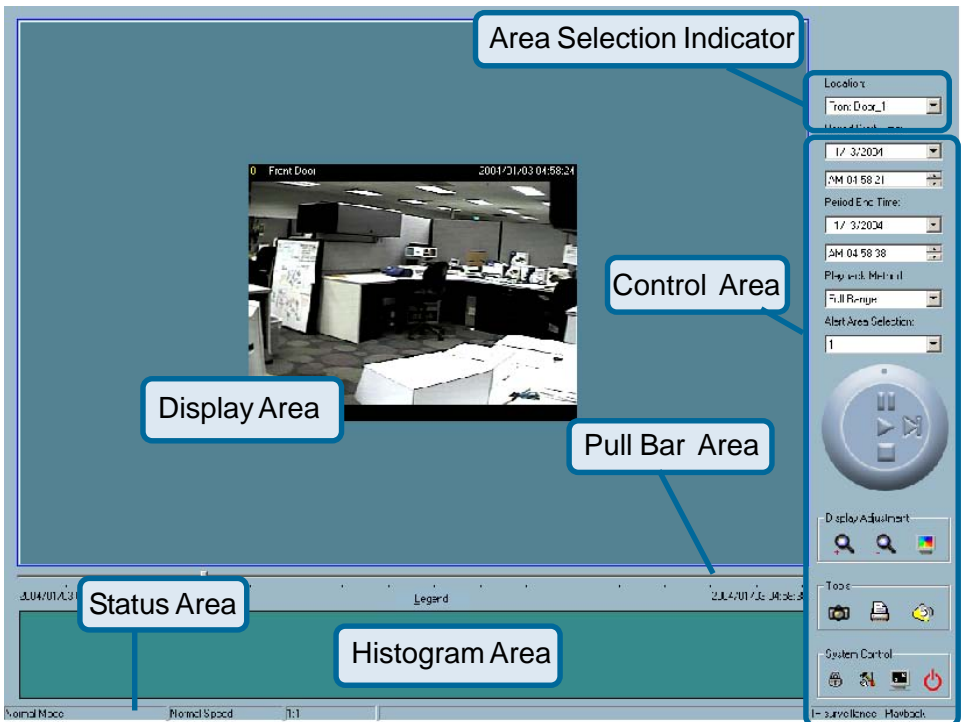 Area Selection Indicator
Location:
Front Door_1
1/ 3/2004
0 Front Door
2004/01/03 04:58:24
AM 04:58:21
Period End Time:
1/ 3/2004
AM 04:58:38
Control Area
Playback Method
Full Range
Alert Area Selection:
1
Display Area
Pull Bar Area
Display Adjustment
Legend
Tools
Status Area
Histogram Area
System Control
Normal Mode
Normal Speed
1:1
Playback